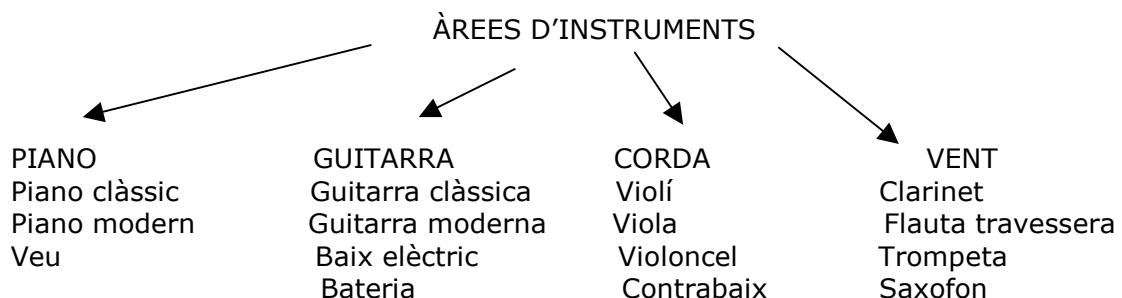 ÀREES D’INSTRUMENTS
PIANO GUITARRA CORDA VENT
Piano clàssic Guitarra clàssica Violí Clarinet
Piano modern Guitarra moderna Viola Flauta travessera
Veu Baix elèctric Violoncel Trompeta
Bateria Contrabaix Saxofon